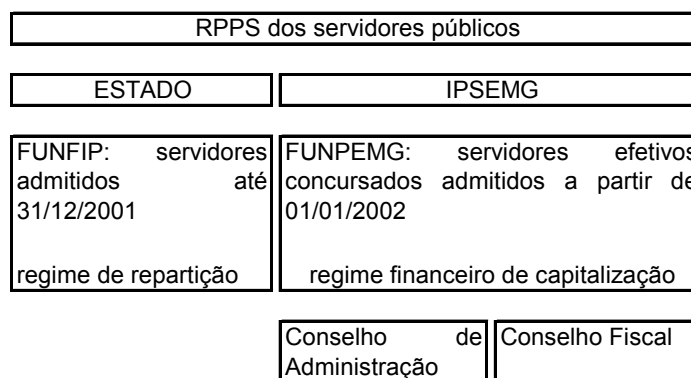 RPPS dos servidores públicos
ESTADO
IPSEMG
FUNFIP: servidores
admitidos até
31/12/2001
regime de repartição
FUNPEMG: servidores efetivos
concursados admitidos a partir de
01/01/2002
regime financeiro de capitalização
Conselho de
Administração
Conselho Fiscal